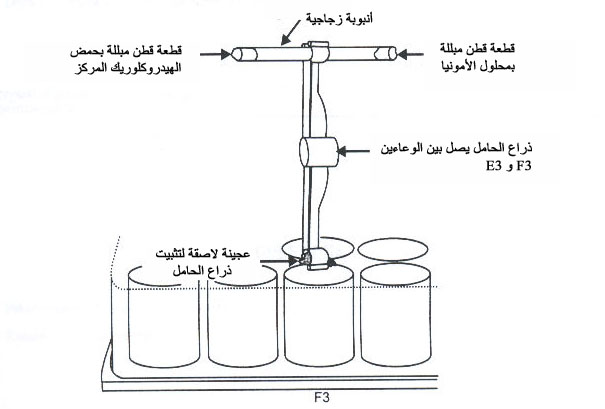 أنبوبة زجاجية
قطعة قطن مبللة بحمض
الهيدروكلوريك المركز
قطعة قطن مبللة
بمحلول الأمونيا
ذراع الحامل يصل بين الوعاءين
F3 و E3
عجينة لاصقة لتثبيت
ذراع الحامل
F3